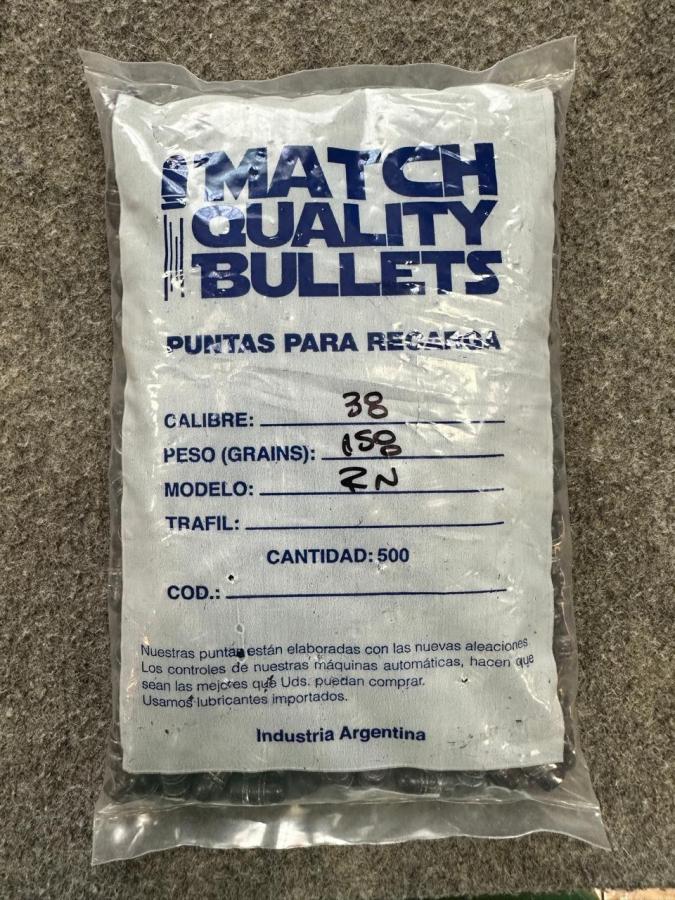 MATCH
QUALITY
BULLETS
PUNTAS PARA RECARGA
CALIBRE: 38
PESO (GRAINS): 158
MODELO: RN
TRAFIL:
CANTIDAD: 500
COD.:
Nuestras puntas están elaboradas con las nuevas aleaciones
Los controles de nuestras máquinas automáticas, hacen que
sean las mejores que Uds. puedan comprar.
Usamos lubricantes importados.
Industria Argentina